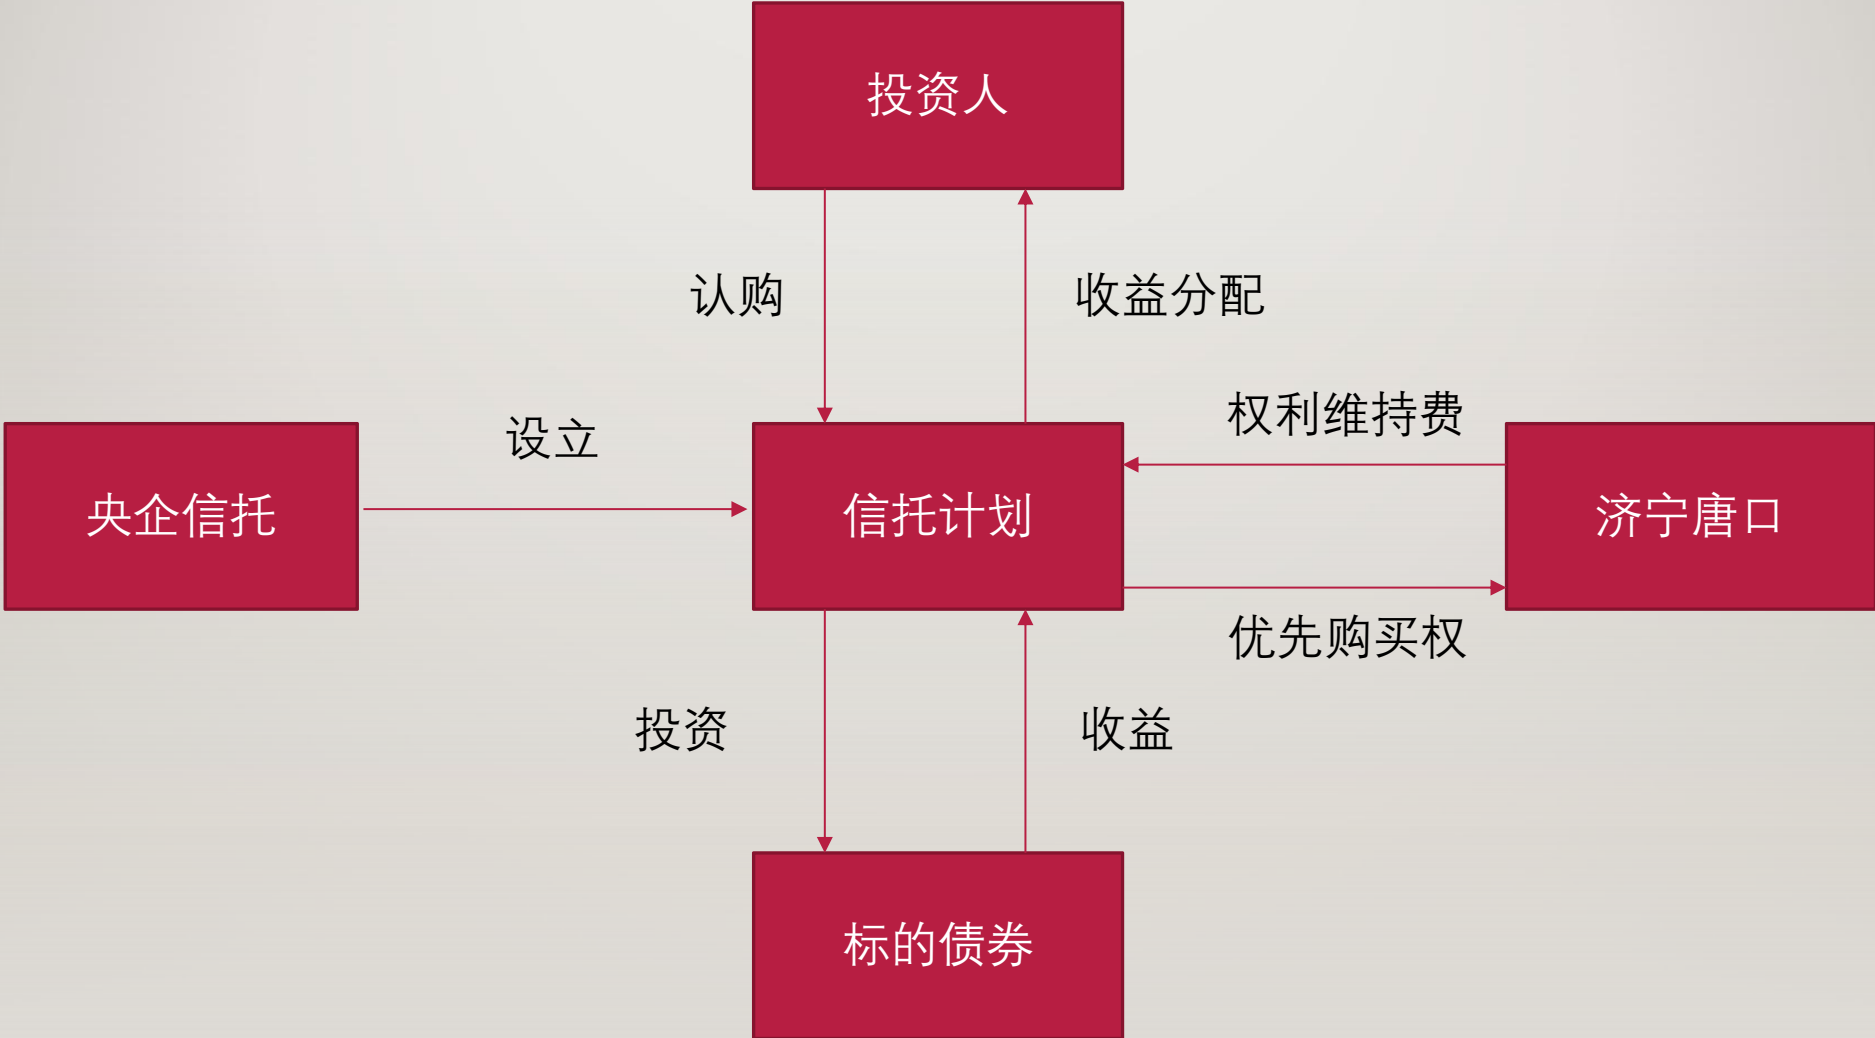 投资人
认购
收益分配
权利维持费
设立
央企信托
信托计划
济宁唐口
优先购买权
投资
收益
标的债券